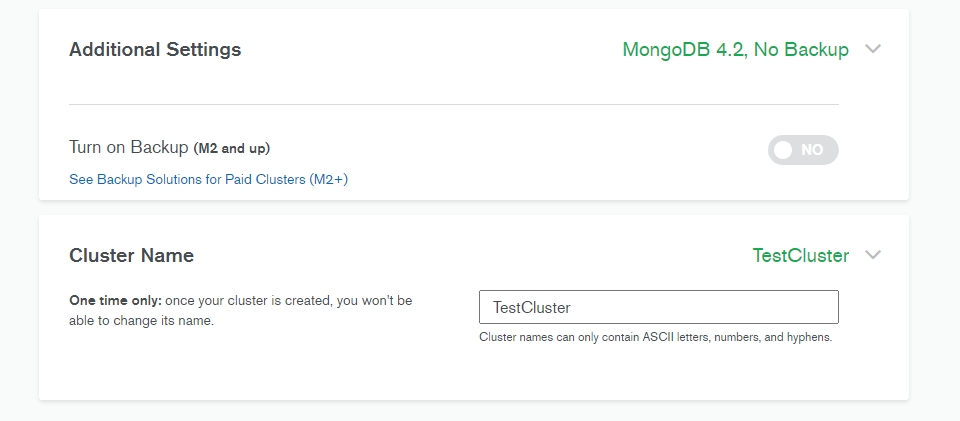 Additional Settings
MongoDB 4.2, No Backup
Turn on Backup (M2 and up)
NO
See Backup Solutions for Paid Clusters (M2+)
Cluster Name
TestCluster
One time only: once your cluster is created, you won't be
able to change its name.
TestCluster
Cluster names can only contain ASCII letters, numbers, and hyphens.